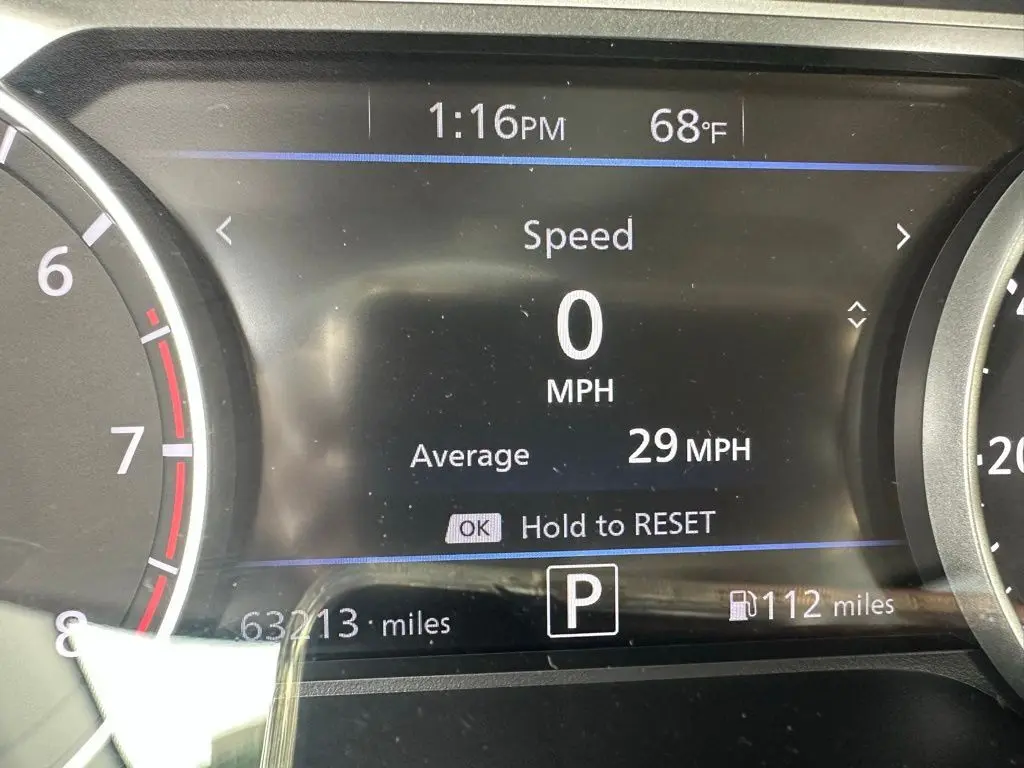 1:16PM 68°F
Speed
0
MPH
Average 29 MPH
OK Hold to RESET
63213 miles P 112 miles
6
7
8
20